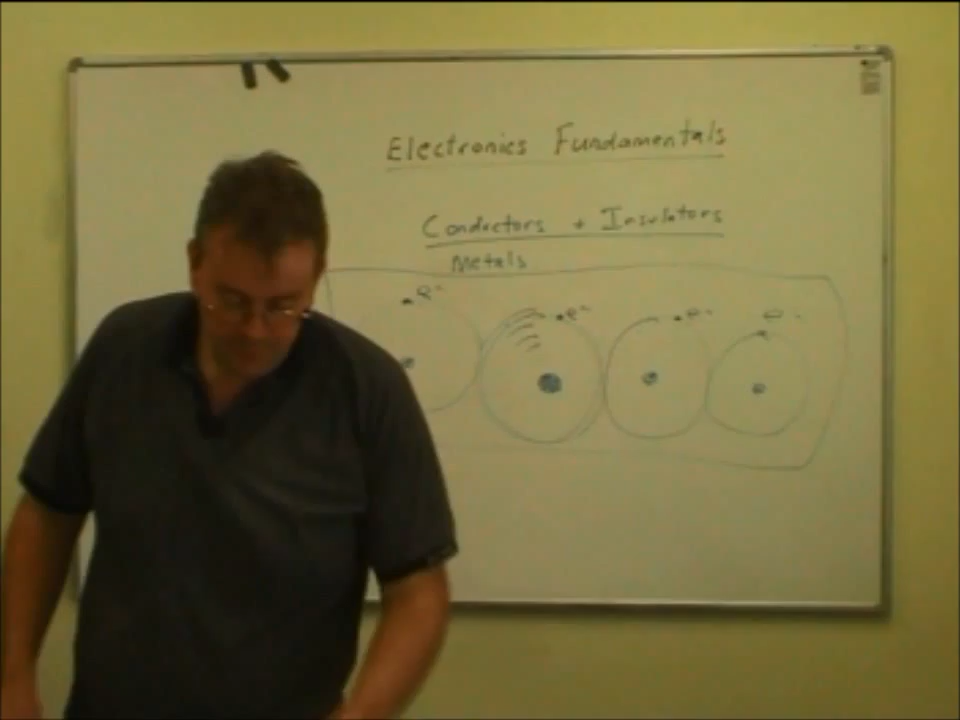 Electronics Fundamentals
Conductors + Insulators
Metals
e- e- e- e-